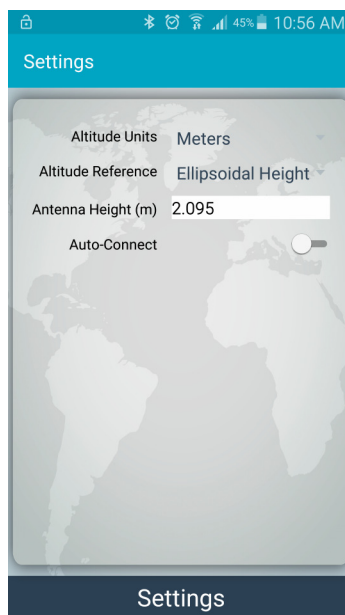 45% 10:56 AM
Settings
Altitude Units Meters
Altitude Reference Ellipsoidal Height
Antenna Height (m) 2.095
Auto-Connect
Settings